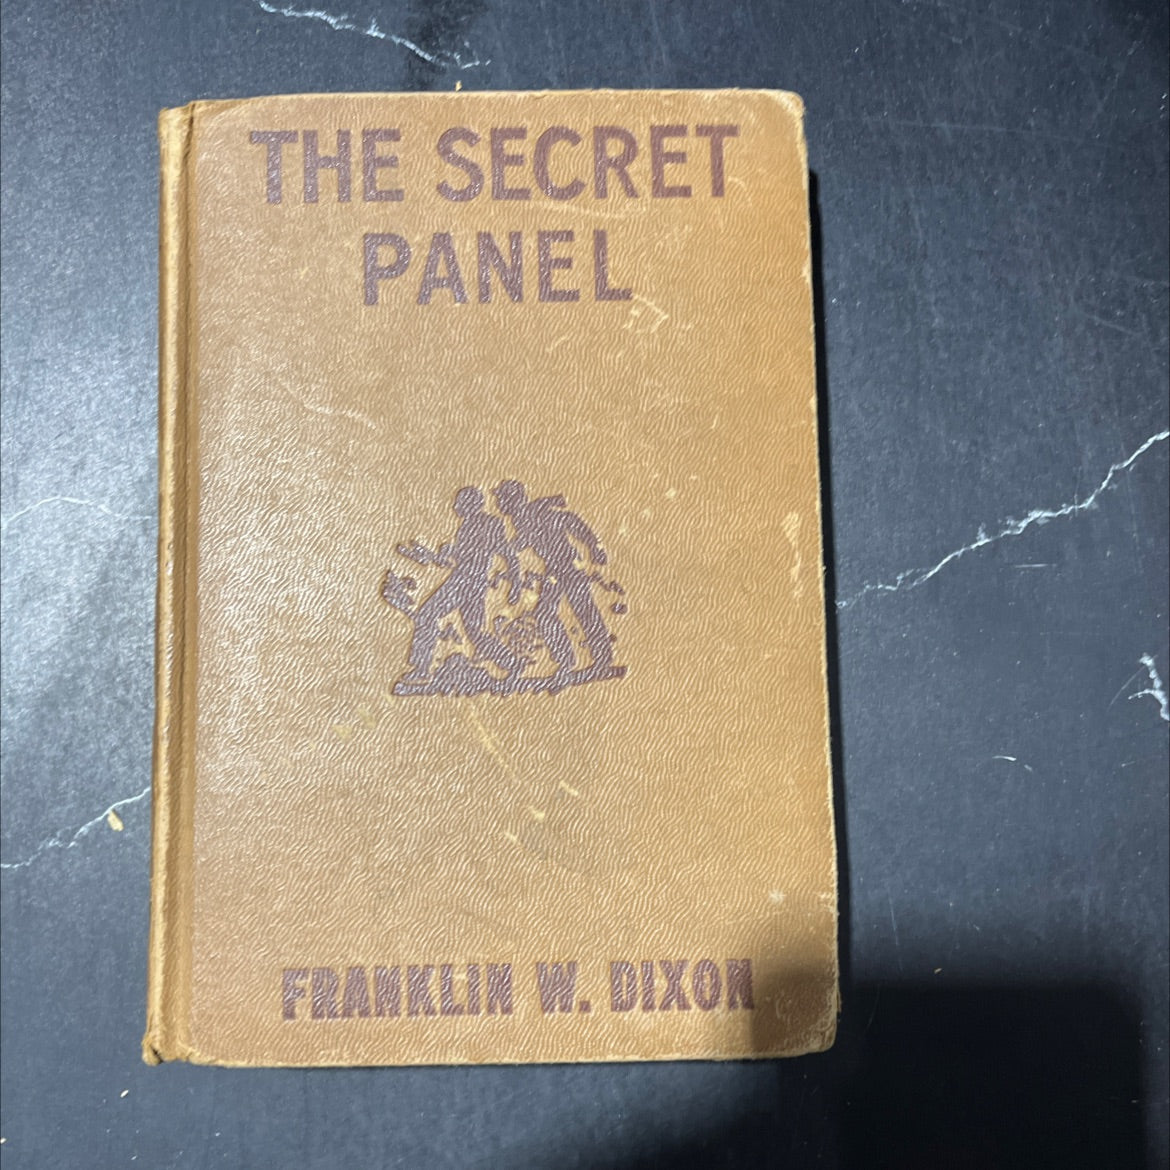 THE SECRET
PANEL
FRANKLIN W. DIXON